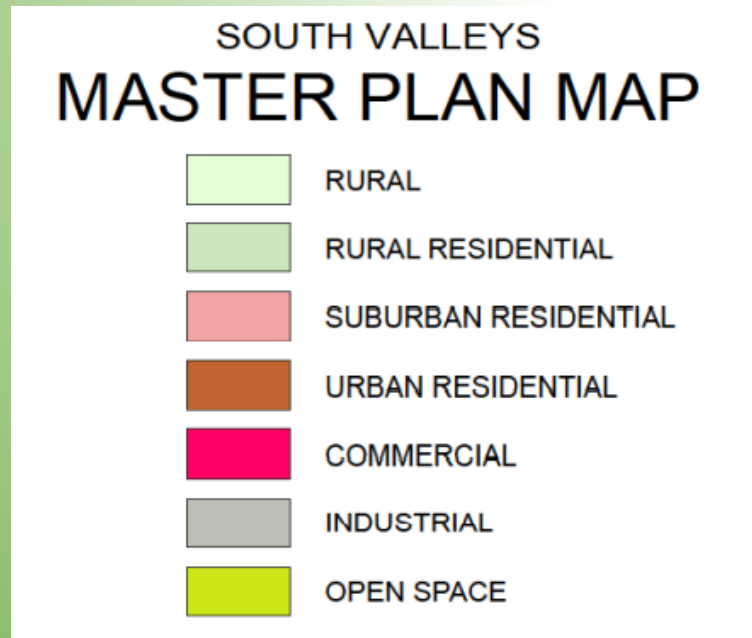 SOUTH VALLEYS
MASTER PLAN MAP
RURAL
RURAL RESIDENTIAL
SUBURBAN RESIDENTIAL
URBAN RESIDENTIAL
COMMERCIAL
INDUSTRIAL
OPEN SPACE